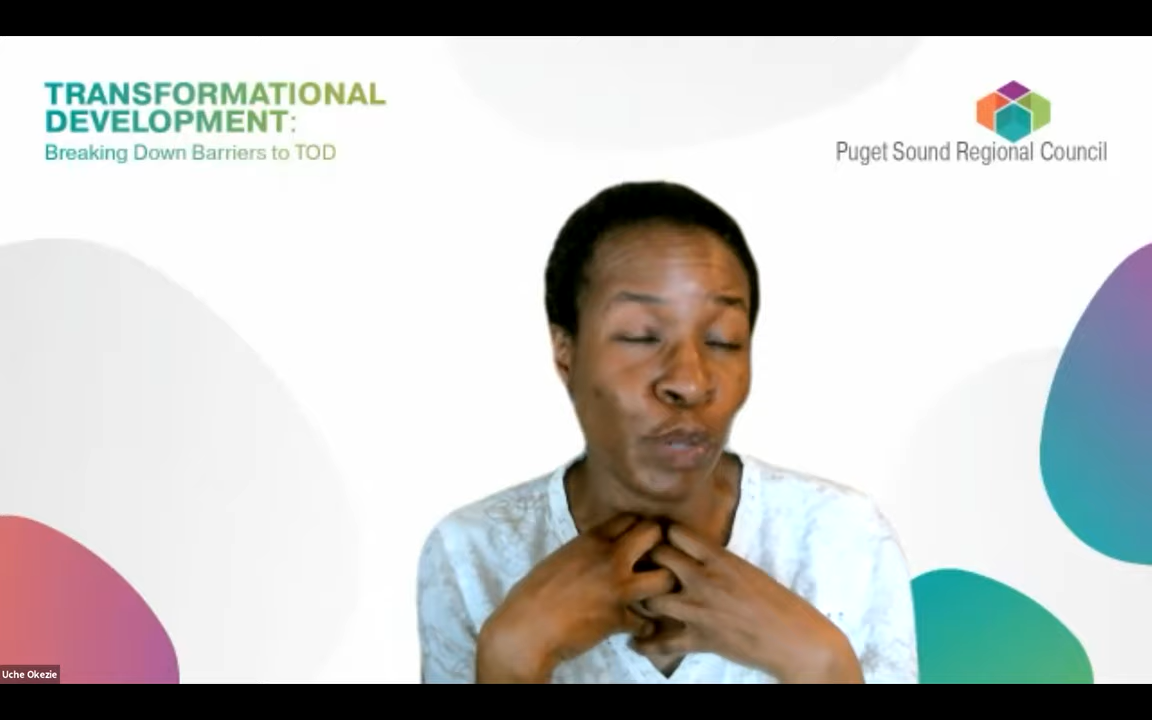 TRANSFORMATIONAL
DEVELOPMENT:
Breaking Down Barriers to TOD
Puget Sound Regional Council
Uche Okezie